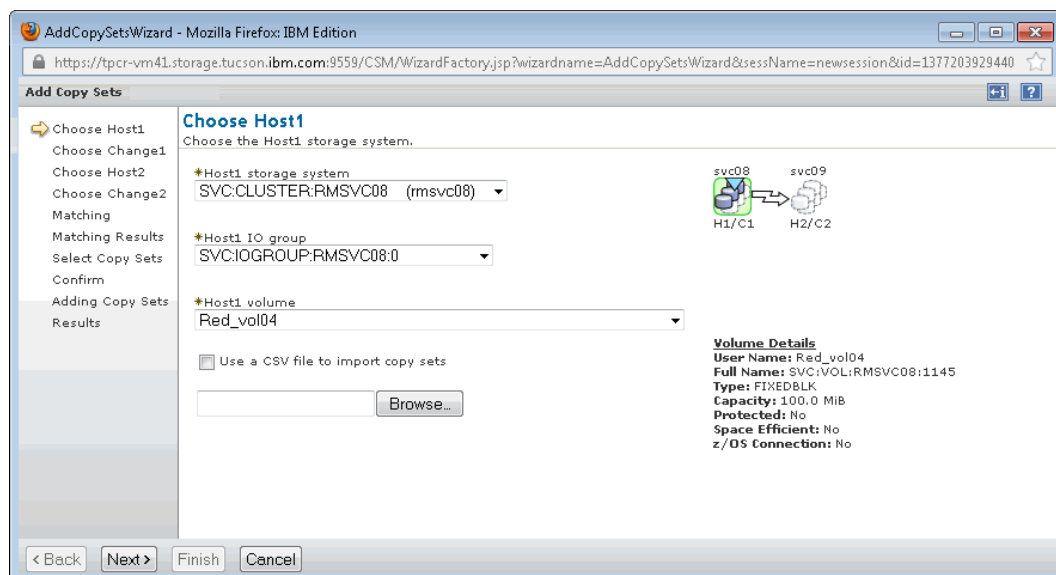 AddCopySetsWizard - Mozilla Firefox: IBM Edition
https://tpcr-vm41.storage.tucson.ibm.com:9559/CSM/WizardFactory.jsp?wizardname=AddCopySetsWizard&sessName=newsession&id=1377203929440
Add Copy Sets
Choose Host1
Choose Change1
Choose Host2
Choose Change2
Matching
Matching Results
Select Copy Sets
Confirm
Adding Copy Sets
Results
Choose Host1
Choose the Host1 storage system.
*Host1 storage system
SVC:CLUSTER:RMSVC08 (rmsvc08)
*Host1 IO group
SVC:IOGROUP:RMSVC08:0
*Host1 volume
Red_vol04
Use a CSV file to import copy sets
Browse...
svc08 svc09
H1/C1 H2/C2
Volume Details
User Name: Red_vol04
Full Name: SVC:VOL:RMSVC08:1145
Type: FIXEDBLK
Capacity: 100.0 MiB
Protected: No
Space Efficient: No
z/OS Connection: No
< Back Next > Finish Cancel